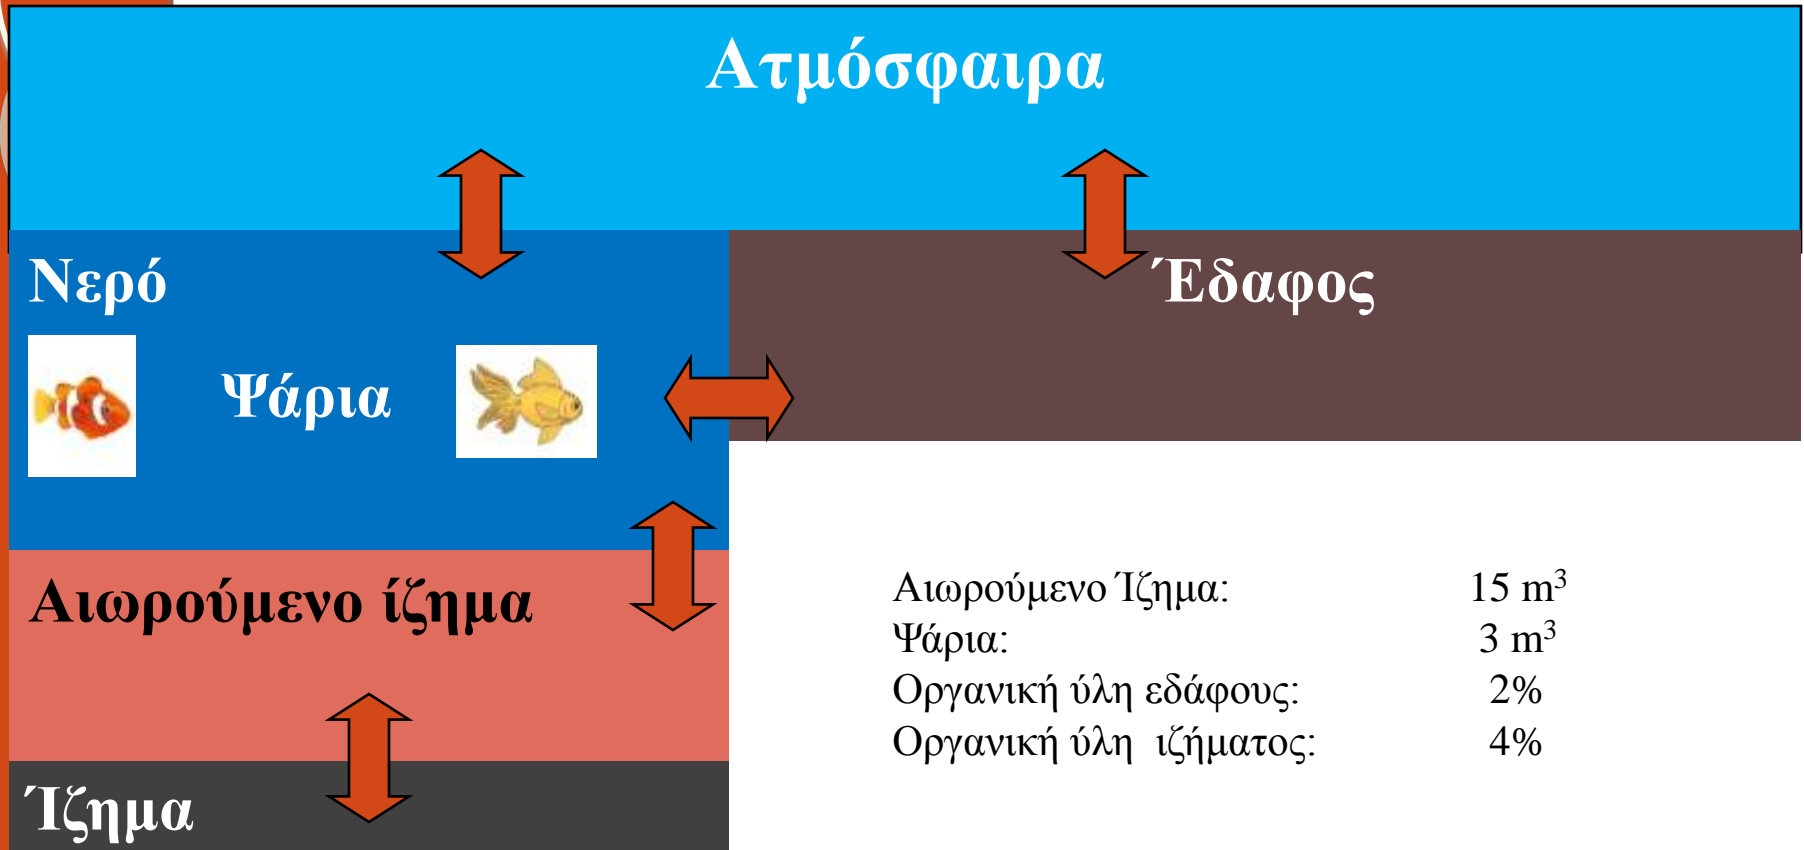 Ατμόσφαιρα
Νερό
Έδαφος
Ψάρια
Αιωρούμενο ίζημα
Ίζημα
Αιωρούμενο Ίζημα: 15 m³
Ψάρια: 3 m³
Οργανική ύλη εδάφους: 2%
Οργανική ύλη ιζήματος: 4%